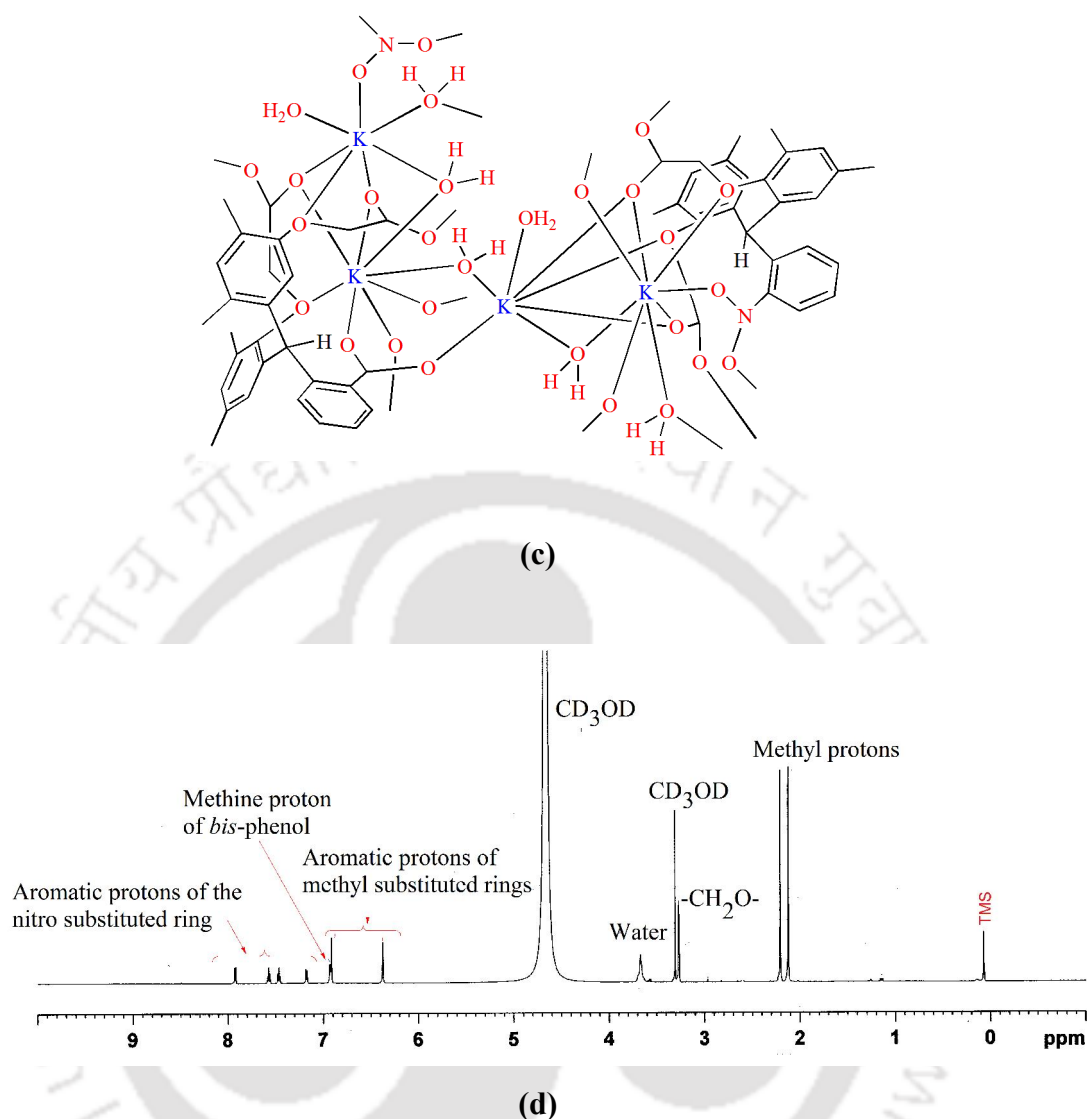 N O
O H H
H₂O O
K
O O O H
O O H
O O
H H OH₂
O
K K K
O O
H O O O
O O O O H
O N
H H O O
O O
H H
(c)
CD₃OD
Methyl protons
CD₃OD
Methine proton
of bis-phenol
Aromatic protons of
methyl substituted rings
Aromatic protons of the
nitro substituted ring
-CH₂O-
Water
TMS
9 8 7 6 5 4 3 2 1 0 ppm
(d)